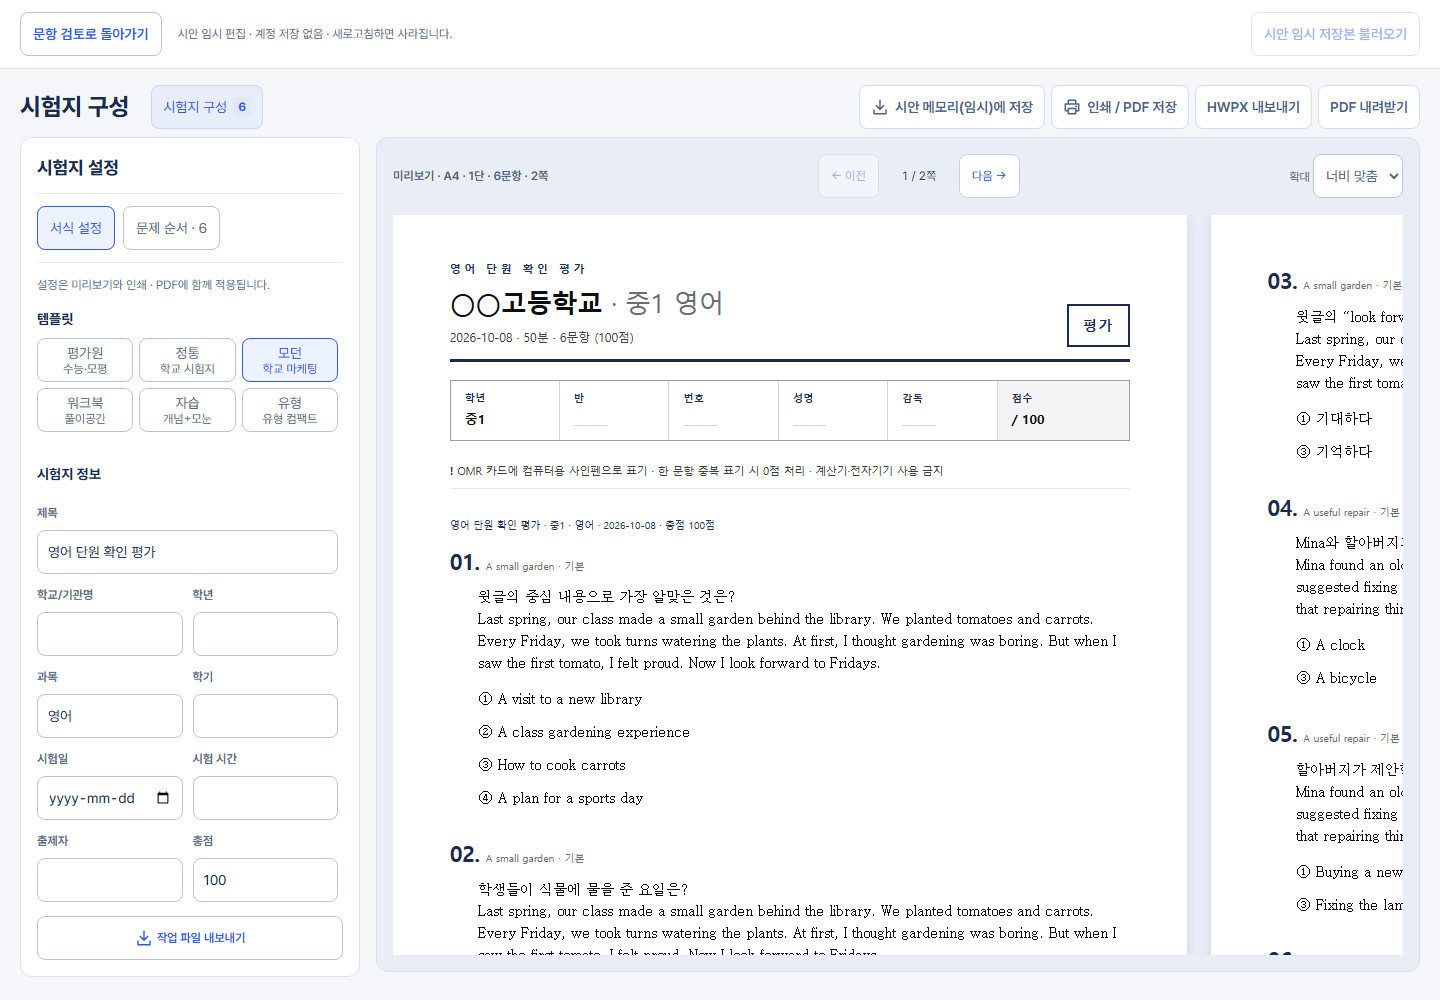 문항 검토로 돌아가기
시안 임시 편집 · 계정 저장 없음 · 새로고침하면 사라집니다.
시안 임시 저장본 불러오기
시험지 구성
시험지 구성 6
시안 메모리(임시)에 저장
인쇄 / PDF 저장
HWPX 내보내기
PDF 내려받기
시험지 설정
서식 설정
문제 순서 · 6
설정은 미리보기와 인쇄 · PDF에 함께 적용됩니다.
템플릿
평가원
수능·모평
정통
학교 시험지
모던
학교 마케팅
워크북
풀이공간
자습
개념+모눈
유형
유형 컴팩트
시험지 정보
제목
영어 단원 확인 평가
학교/기관명
학년
과목
학기
영어
시험일
시험 시간
yyyy-mm-dd
출제자
총점
100
작업 파일 내보내기
미리보기 · A4 · 1단 · 6문항 · 2쪽
← 이전
1 / 2쪽
다음 →
확대
너비 맞춤
영어 단원 확인 평가
○○고등학교 · 중1 영어
2026-10-08 · 50분 · 6문항 (100점)
평가
학년
중1
반
번호
성명
감독
점수
/ 100
! OMR 카드에 컴퓨터용 사인펜으로 표기 · 한 문항 중복 표기 시 0점 처리 · 계산기·전자기기 사용 금지
영어 단원 확인 평가 · 중1 · 영어 · 2026-10-08 · 총점 100점
01. A small garden · 기본
윗글의 중심 내용으로 가장 알맞은 것은?
Last spring, our class made a small garden behind the library. We planted tomatoes and carrots.
Every Friday, we took turns watering the plants. At first, I thought gardening was boring. But when I
saw the first tomato, I felt proud. Now I look forward to Fridays.
① A visit to a new library
② A class gardening experience
③ How to cook carrots
④ A plan for a sports day
02. A small garden · 기본
학생들이 식물에 물을 준 요일은?
Last spring, our class made a small garden behind the library. We planted tomatoes and carrots.
Every Friday, we took turns watering the plants. At first, I thought gardening was boring. But when I
saw the first tomato, I felt proud. Now I look forward to Fridays.
03. A small garden · 기본
윗글의 “look forw
Last spring, our
Every Friday, we
saw the first toma
① 기대하다
③ 기억하다
04. A useful repair · 기본
Mina와 할아버지
Mina found an ol
suggested fixing
that repairing thi
① A clock
③ A bicycle
05. A useful repair · 기본
할아버지가 제안
Mina found an ol
suggested fixing
that repairing thi
① Buying a new
③ Fixing the lam